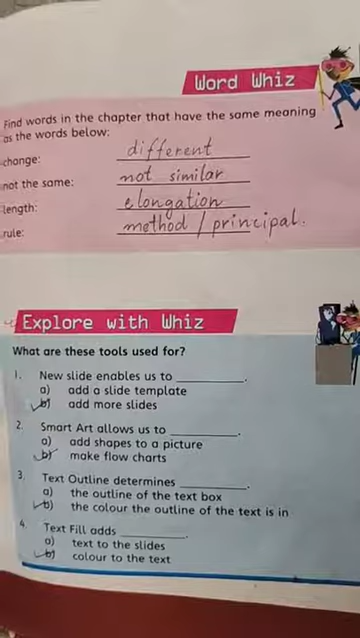 Word Whiz
Find words in the chapter that have the same meaning
as the words below:
change: different
not the same: not similar
length: elongation
rule: method / principal.
Explore with Whiz
What are these tools used for?
1. New slide enables us to __________.
a) add a slide template
b) add more slides
2. Smart Art allows us to __________.
a) add shapes to a picture
b) make flow charts
3. Text Outline determines __________.
a) the outline of the text box
b) the colour the outline of the text is in
4. Text Fill adds __________.
a) text to the slides
b) colour to the text